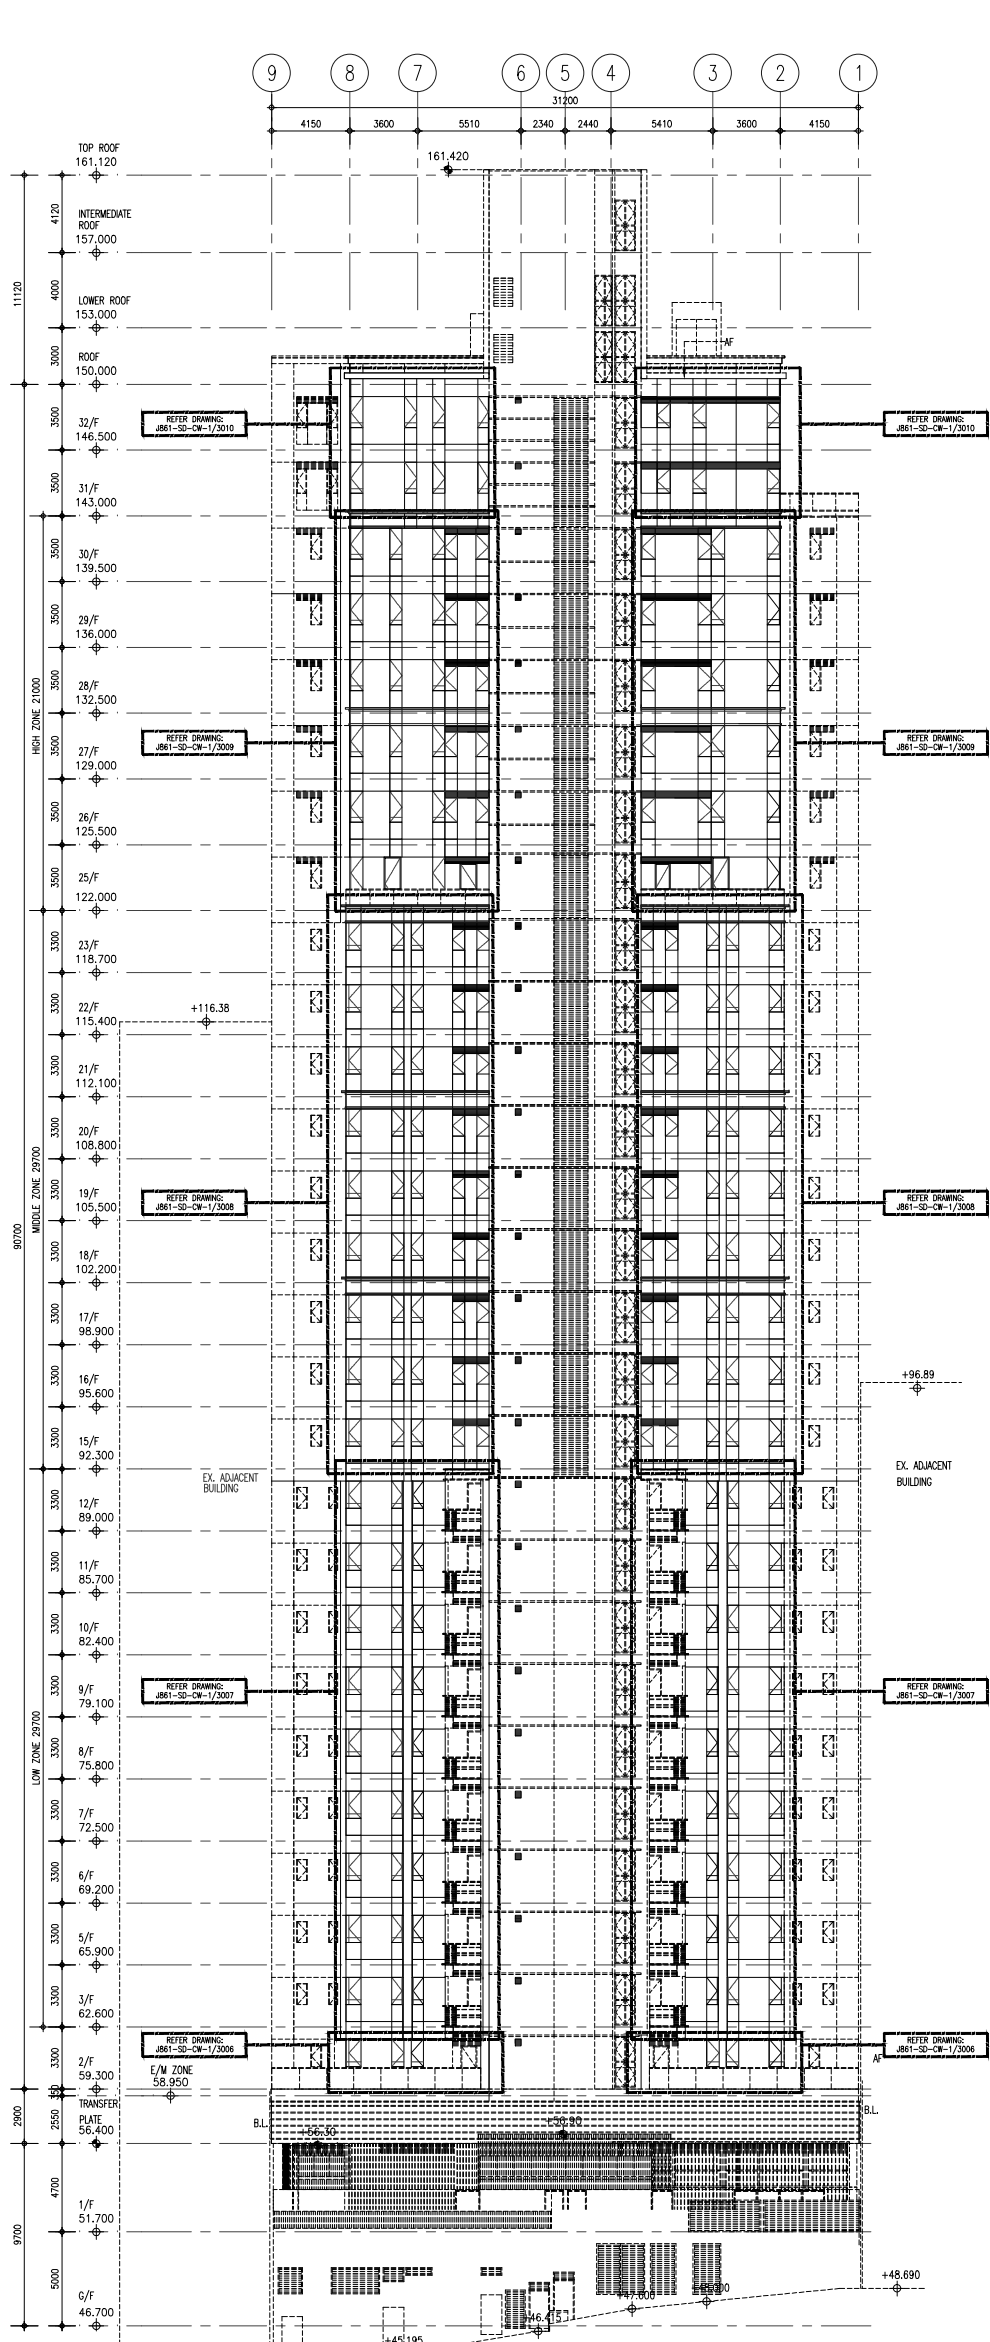 9 8 7 6 5 4 3 2 1
31200
4150 3600 5510 2340 2440 5410 3600 4150
TOP ROOF
161.120
161.420
4120
INTERMEDIATE
ROOF
157.000
11120
4000
LOWER ROOF
153.000
3000
AF
ROOF
150.000
3500
REFER DRAWING:
J861-SD-CW-1/3010
REFER DRAWING:
J861-SD-CW-1/3010
32/F
146.500
3500
31/F
143.000
3500
30/F
139.500
3500
29/F
136.000
3500
28/F
132.500
HIGH ZONE 21000
3500
REFER DRAWING:
J861-SD-CW-1/3009
REFER DRAWING:
J861-SD-CW-1/3009
27/F
129.000
3500
26/F
125.500
3500
25/F
122.000
3300
23/F
118.700
3300
22/F
115.400
+116.38
3300
21/F
112.100
3300
20/F
108.800
90700
MIDDLE ZONE 29700
3300
REFER DRAWING:
J861-SD-CW-1/3008
REFER DRAWING:
J861-SD-CW-1/3008
19/F
105.500
3300
18/F
102.200
3300
17/F
98.900
3300
16/F
95.600
+96.89
3300
15/F
92.300
EX. ADJACENT
BUILDING
EX. ADJACENT
BUILDING
3300
12/F
89.000
3300
11/F
85.700
3300
10/F
82.400
3300
REFER DRAWING:
J861-SD-CW-1/3007
REFER DRAWING:
J861-SD-CW-1/3007
9/F
79.100
LOW ZONE 29700
3300
8/F
75.800
3300
7/F
72.500
3300
6/F
69.200
3300
5/F
65.900
3300
3/F
62.600
3300
REFER DRAWING:
J861-SD-CW-1/3006
REFER DRAWING:
J861-SD-CW-1/3006
AF
2/F
59.300
E/M ZONE
58.950
350
2900
2550
TRANSFER
PLATE
56.400
B.L.
B.L.
+56.30
+56.90
4700
1/F
51.700
9700
5000
G/F
46.700
+48.690
+47.600
+46.415
+45.195